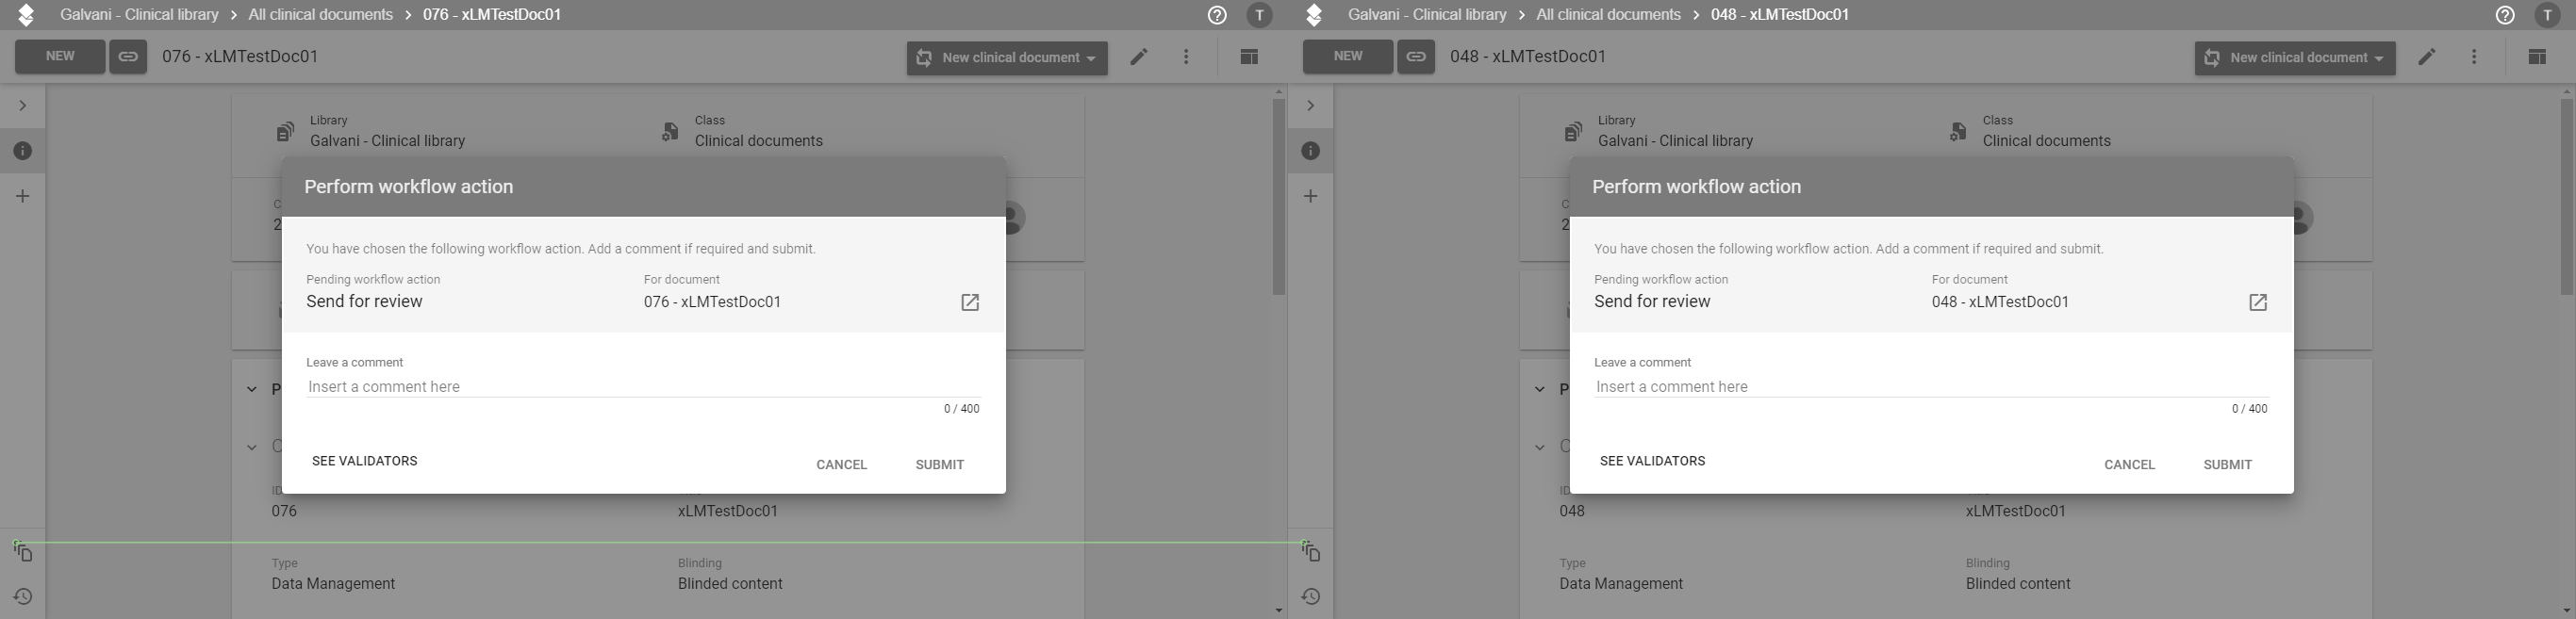 Galvani - Clinical library > All clinical documents > 076 - xLMTestDoc01
T
NEW
076 - xLMTestDoc01
New clinical document
Library
Galvani - Clinical library
Class
Clinical documents
Perform workflow action
You have chosen the following workflow action. Add a comment if required and submit.
Pending workflow action
Send for review
For document
076 - xLMTestDoc01
Leave a comment
Insert a comment here
0 / 400
SEE VALIDATORS
CANCEL
SUBMIT
ID
076
xLMTestDoc01
Type
Data Management
Blinding
Blinded content
Galvani - Clinical library > All clinical documents > 048 - xLMTestDoc01
T
NEW
048 - xLMTestDoc01
New clinical document
Library
Galvani - Clinical library
Class
Clinical documents
Perform workflow action
You have chosen the following workflow action. Add a comment if required and submit.
Pending workflow action
Send for review
For document
048 - xLMTestDoc01
Leave a comment
Insert a comment here
0 / 400
SEE VALIDATORS
CANCEL
SUBMIT
ID
048
xLMTestDoc01
Type
Data Management
Blinding
Blinded content